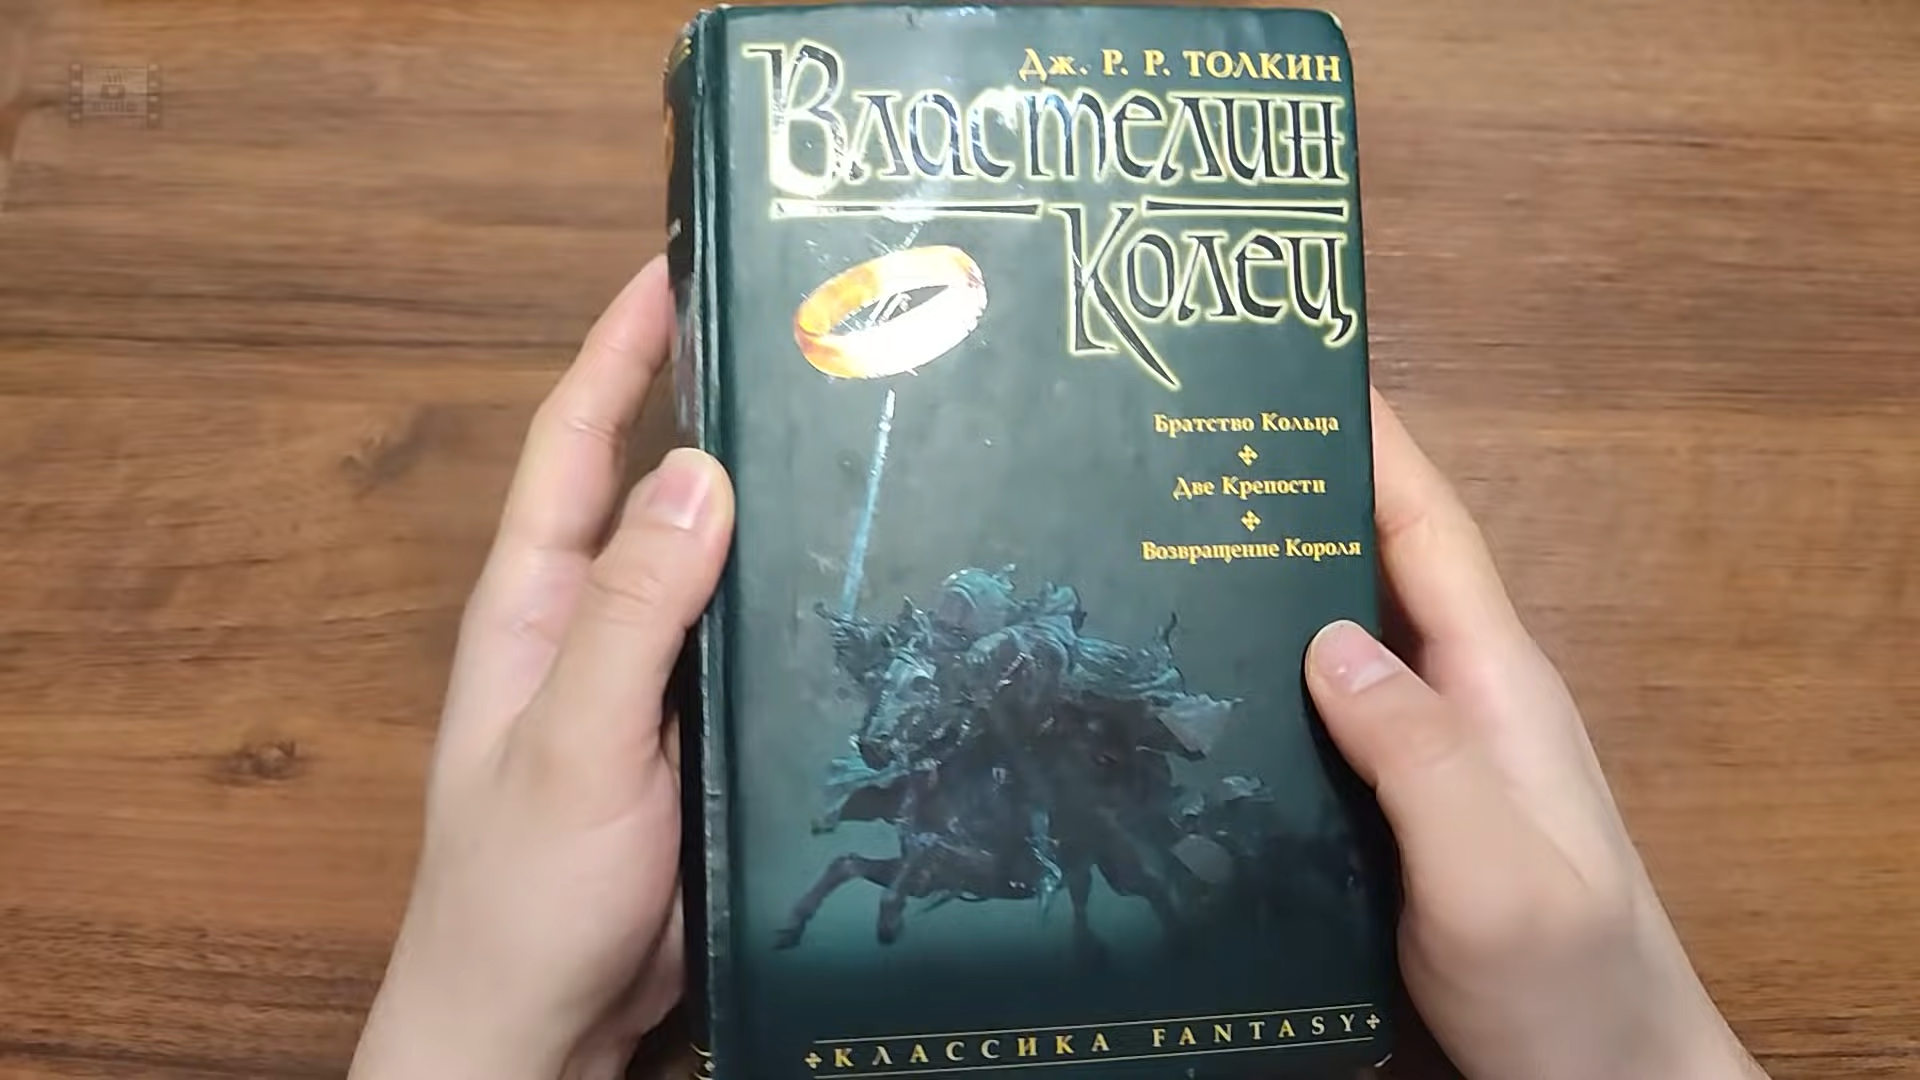 Дж. Р. Р. ТОЛКИН
Властелин
Колец
Братство Кольца
Две Крепости
Возвращение Короля
КЛАССИКА FANTASY